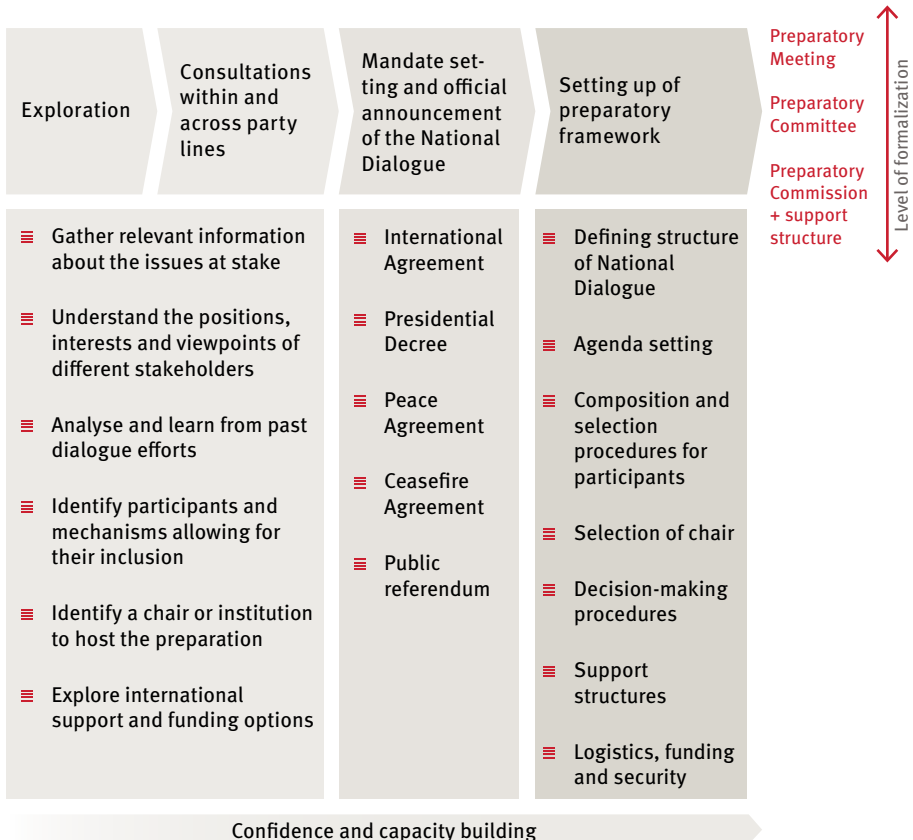 Exploration
Consultations
within and
across party
lines
Mandate set-
ting and official
announcement
of the National
Dialogue
Setting up of
preparatory
framework
Preparatory
Meeting
Preparatory
Committee
Preparatory
Commission
+ support
structure
Level of formalization
Gather relevant information
about the issues at stake
Understand the positions,
interests and viewpoints of
different stakeholders
Analyse and learn from past
dialogue efforts
Identify participants and
mechanisms allowing for
their inclusion
Identify a chair or institution
to host the preparation
Explore international
support and funding options
International
Agreement
Presidential
Decree
Peace
Agreement
Ceasefire
Agreement
Public
referendum
Defining structure
of National
Dialogue
Agenda setting
Composition and
selection
procedures for
participants
Selection of chair
Decision-making
procedures
Support
structures
Logistics, funding
and security
Confidence and capacity building